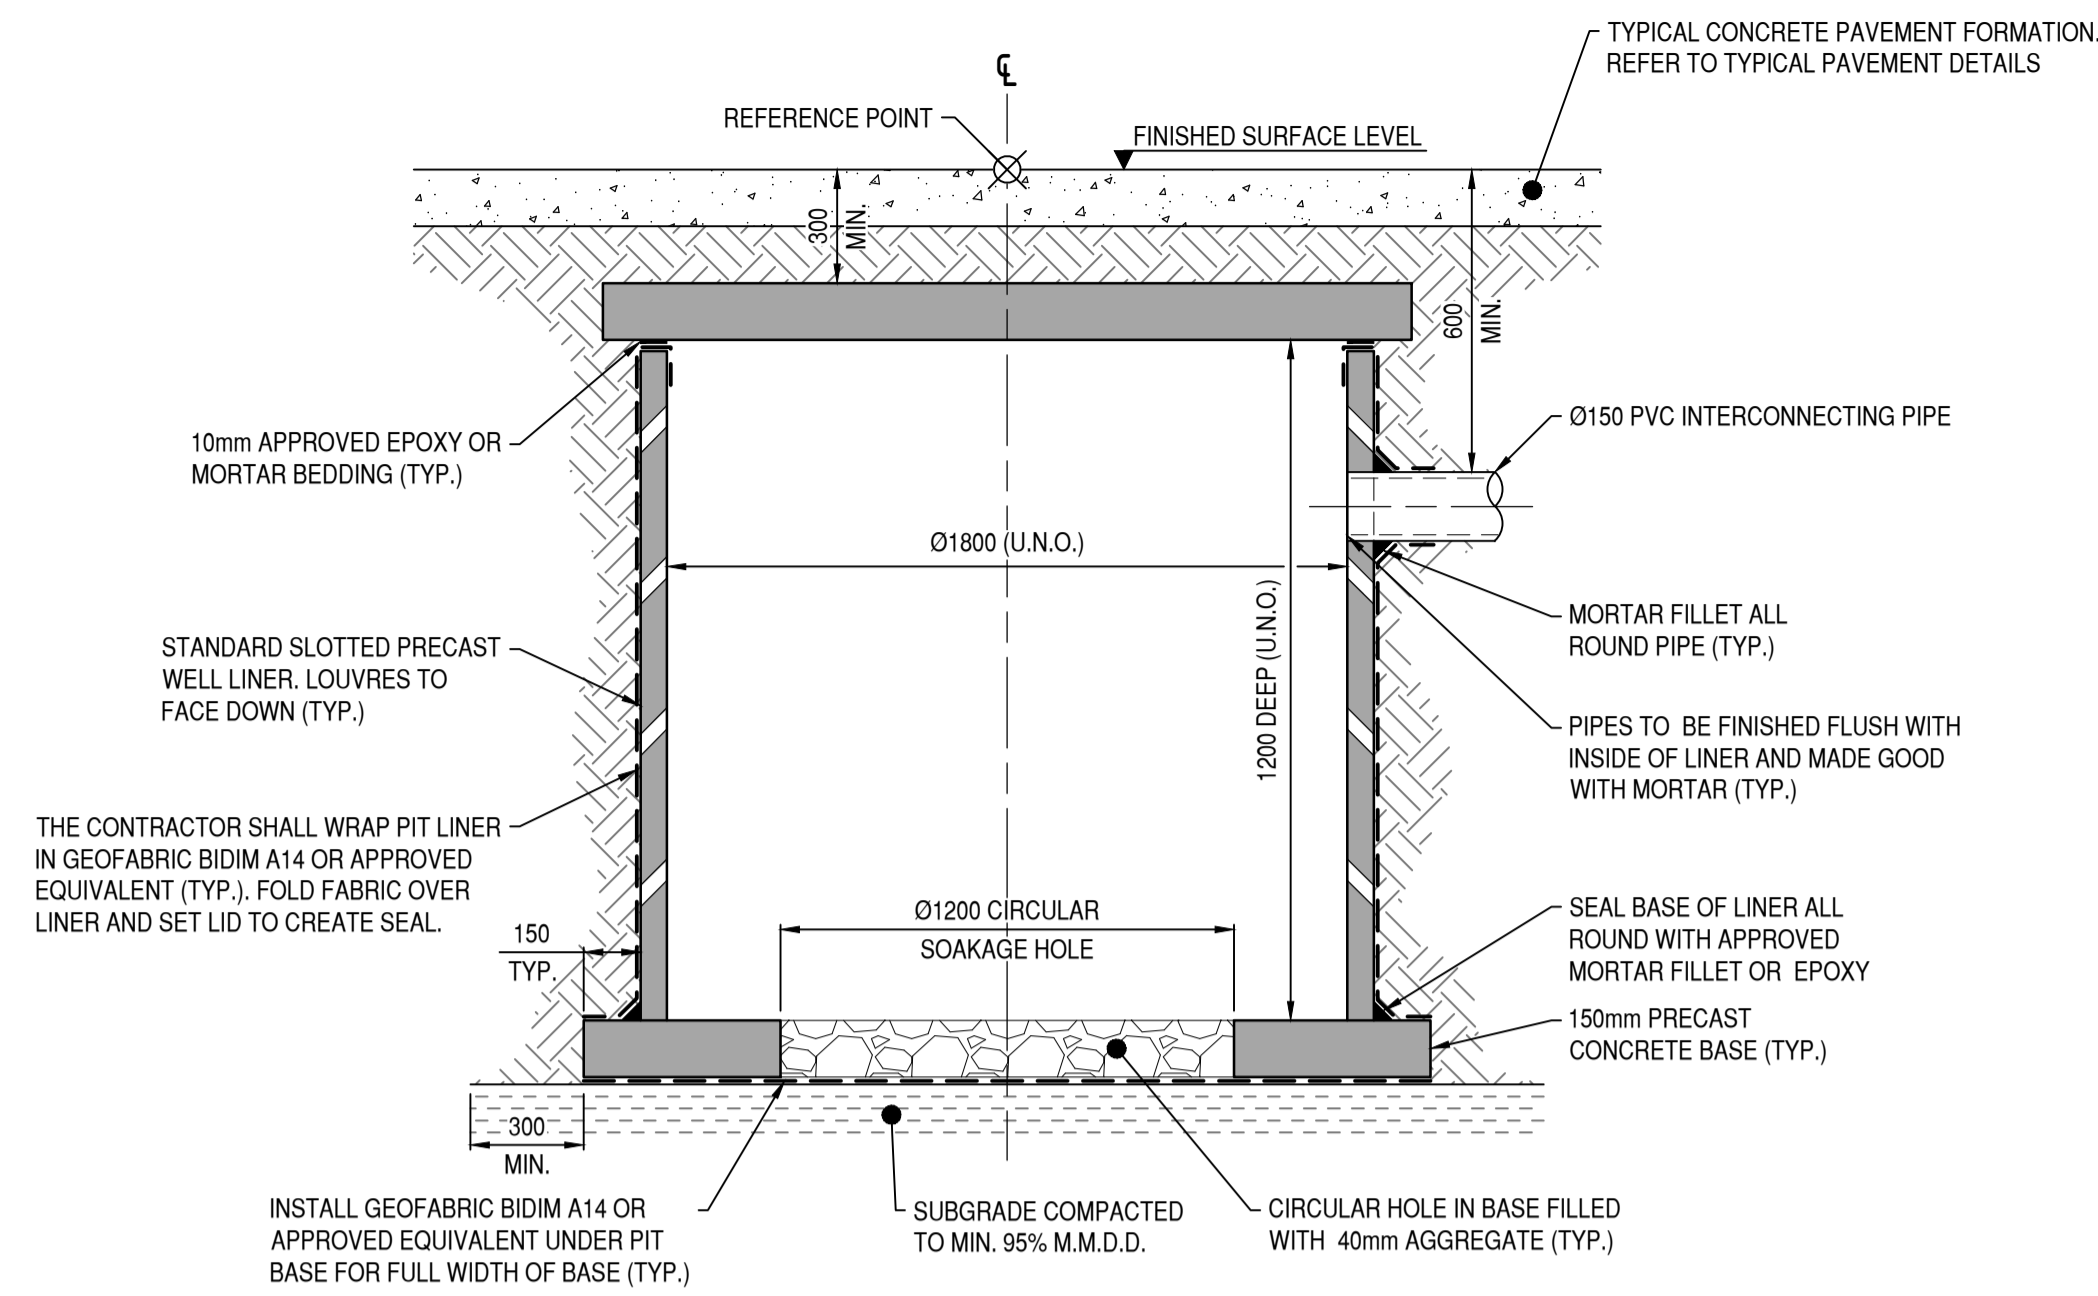 TYPICAL CONCRETE PAVEMENT FORMATION.
REFER TO TYPICAL PAVEMENT DETAILS
℄
REFERENCE POINT
FINISHED SURFACE LEVEL
300
MIN.
600
MIN.
10mm APPROVED EPOXY OR
MORTAR BEDDING (TYP.)
Ø150 PVC INTERCONNECTING PIPE
Ø1800 (U.N.O.)
1200 DEEP (U.N.O.)
STANDARD SLOTTED PRECAST
WELL LINER. LOUVRES TO
FACE DOWN (TYP.)
MORTAR FILLET ALL
ROUND PIPE (TYP.)
PIPES TO BE FINISHED FLUSH WITH
INSIDE OF LINER AND MADE GOOD
WITH MORTAR (TYP.)
THE CONTRACTOR SHALL WRAP PIT LINER
IN GEOFABRIC BIDIM A14 OR APPROVED
EQUIVALENT (TYP.). FOLD FABRIC OVER
LINER AND SET LID TO CREATE SEAL.
150
TYP.
Ø1200 CIRCULAR
SOAKAGE HOLE
SEAL BASE OF LINER ALL
ROUND WITH APPROVED
MORTAR FILLET OR EPOXY
150mm PRECAST
CONCRETE BASE (TYP.)
300
MIN.
INSTALL GEOFABRIC BIDIM A14 OR
APPROVED EQUIVALENT UNDER PIT
BASE FOR FULL WIDTH OF BASE (TYP.)
SUBGRADE COMPACTED
TO MIN. 95% M.M.D.D.
CIRCULAR HOLE IN BASE FILLED
WITH 40mm AGGREGATE (TYP.)